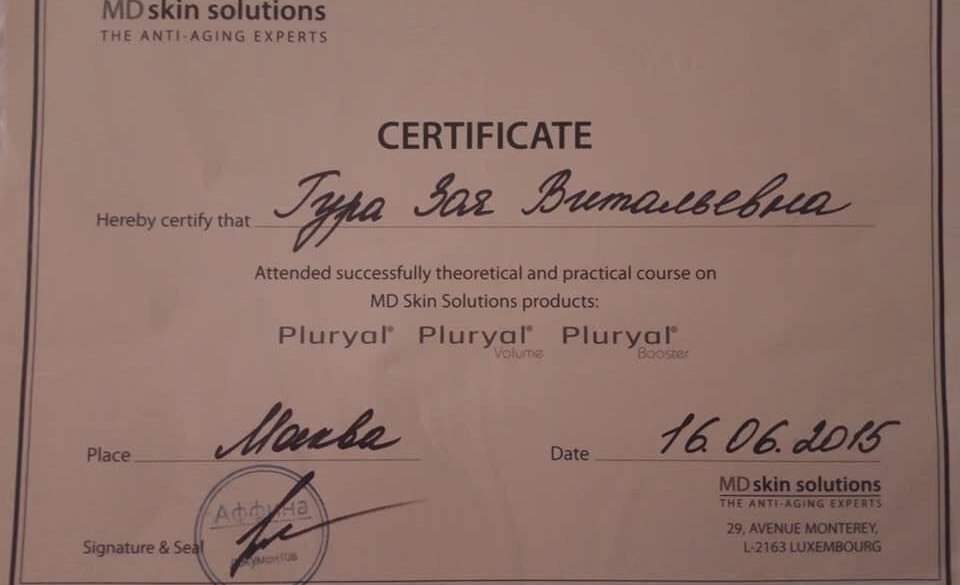 MD skin solutions
THE ANTI-AGING EXPERTS
CERTIFICATE
Hereby certify that Гура Зая Витальевна
Attended successfully theoretical and practical course on
MD Skin Solutions products:
Pluryal® Pluryal® Volume Pluryal® Booster
Place Москва
Date 16.06.2015
MD skin solutions
THE ANTI-AGING EXPERTS
29, AVENUE MONTEREY,
L-2163 LUXEMBOURG
Signature & Seal
Аффина